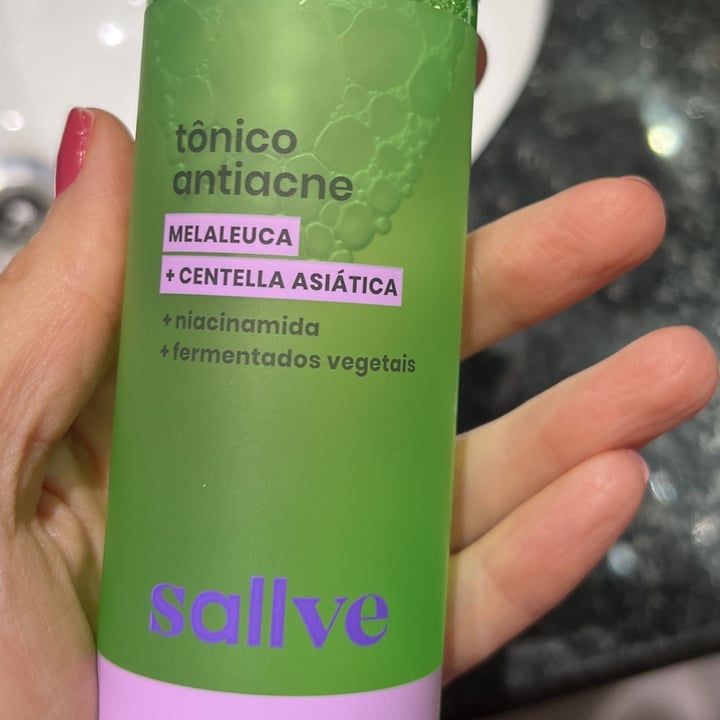 tônico
antiacne
MELALEUCA
+ CENTELLA ASIÁTICA
+ niacinamida
+ fermentados vegetais
sallve